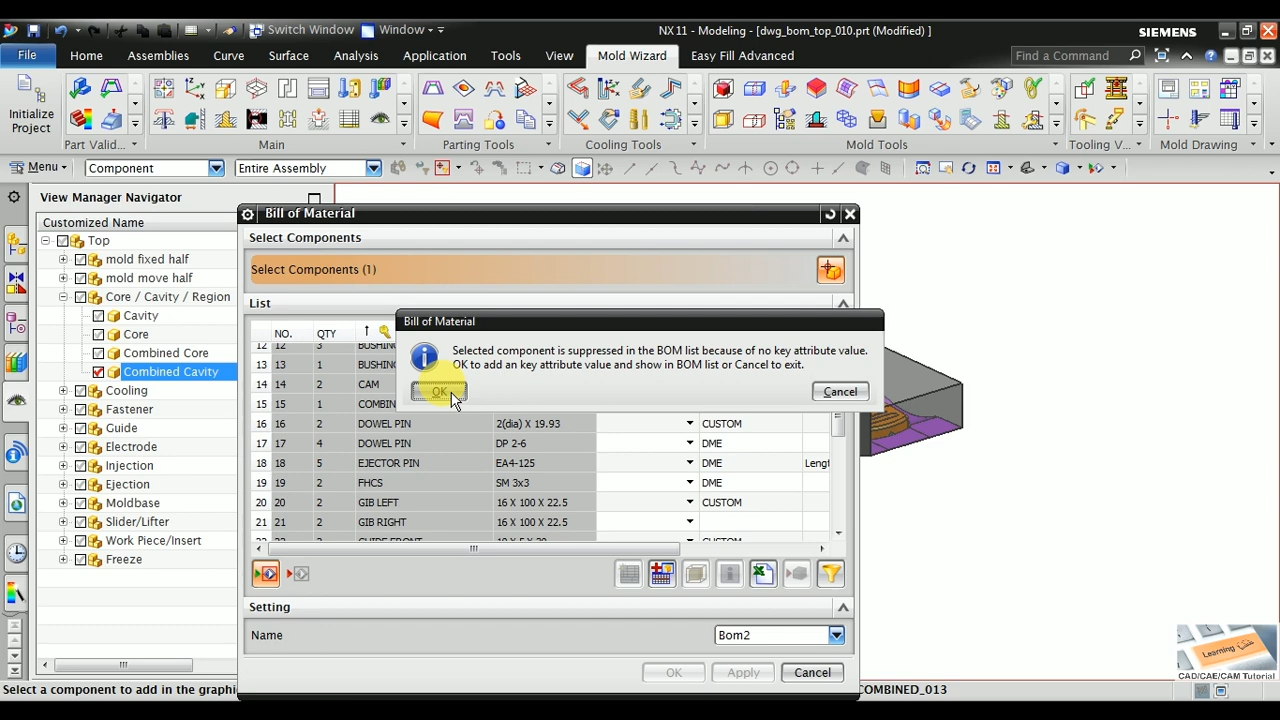 NX 11 - Modeling - [dwg_bom_top_010.prt (Modified) ]
SIEMENS
Switch Window
Window
File
Home
Assemblies
Curve
Surface
Analysis
Application
Tools
View
Mold Wizard
Easy Fill Advanced
Find a Command
Initialize
Project
Part Valid...
Main
Parting Tools
Cooling Tools
Mold Tools
Tooling V...
Mold Drawing
Menu
Component
Entire Assembly
View Manager Navigator
Customized Name
Top
mold fixed half
mold move half
Core / Cavity / Region
Cavity
Core
Combined Core
Combined Cavity
Cooling
Fastener
Guide
Electrode
Injection
Ejection
Moldbase
Slider/Lifter
Work Piece/Insert
Freeze
Bill of Material
Select Components
Select Components (1)
List
NO. QTY
12 12 3 BUSHING
13 13 1 BUSHIN
14 14 2 CAM
15 15 1 COMBIN
16 16 2 DOWEL PIN 2(dia) X 19.93 CUSTOM
17 17 4 DOWEL PIN DP 2-6 DME
18 18 5 EJECTOR PIN EA4-125 DME Length
19 19 2 FHCS SM 3x3 DME
20 20 2 GIB LEFT 16 X 100 X 22.5 CUSTOM
21 21 2 GIB RIGHT 16 X 100 X 22.5
Bill of Material
Selected component is suppressed in the BOM list because of no key attribute value.
OK to add an key attribute value and show in BOM list or Cancel to exit.
OK
Cancel
Setting
Name
Bom2
OK
Apply
Cancel
Select a component to add in the graphi
COMBINED_013
Learning
CAD/CAE/CAM Tutorial